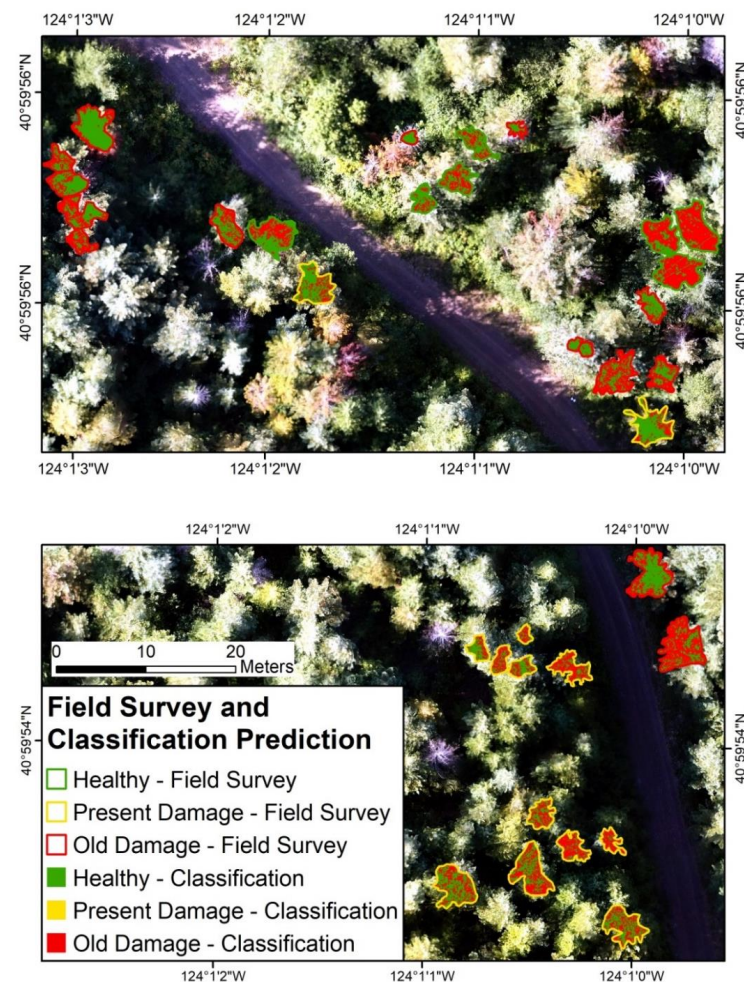 124°1'3"W 124°1'2"W 124°1'1"W 124°1'0"W
40°59'56"N 40°59'56"N
40°59'56"N 40°59'56"N
124°1'3"W 124°1'2"W 124°1'1"W 124°1'0"W
124°1'2"W 124°1'1"W 124°1'0"W
0 10 20
Meters
Field Survey and
Classification Prediction
40°59'54"N 40°59'54"N
Healthy - Field Survey
Present Damage - Field Survey
Old Damage - Field Survey
Healthy - Classification
Present Damage - Classification
Old Damage - Classification
124°1'2"W 124°1'1"W 124°1'0"W